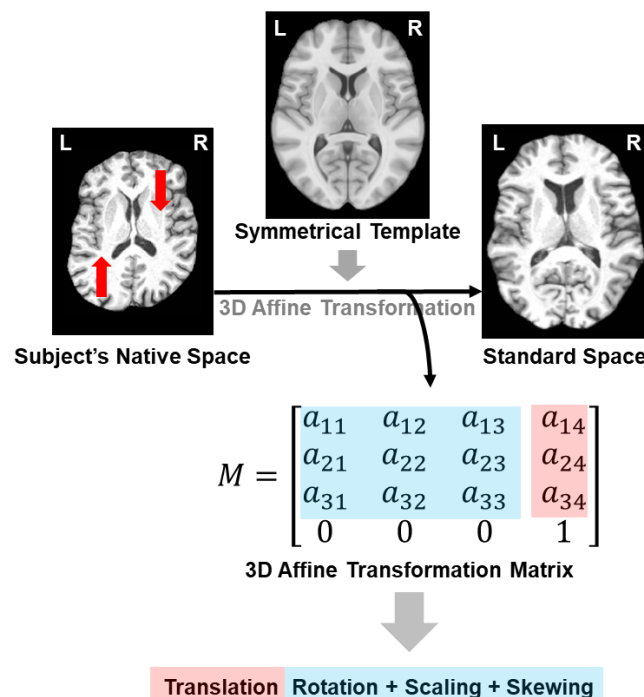 L R
Symmetrical Template
L R
Subject's Native Space
L R
Standard Space
3D Affine Transformation
M = [a₁₁ a₁₂ a₁₃ a₁₄
a₂₁ a₂₂ a₂₃ a₂₄
a₃₁ a₃₂ a₃₃ a₃₄
0 0 0 1]
3D Affine Transformation Matrix
Translation Rotation + Scaling + Skewing